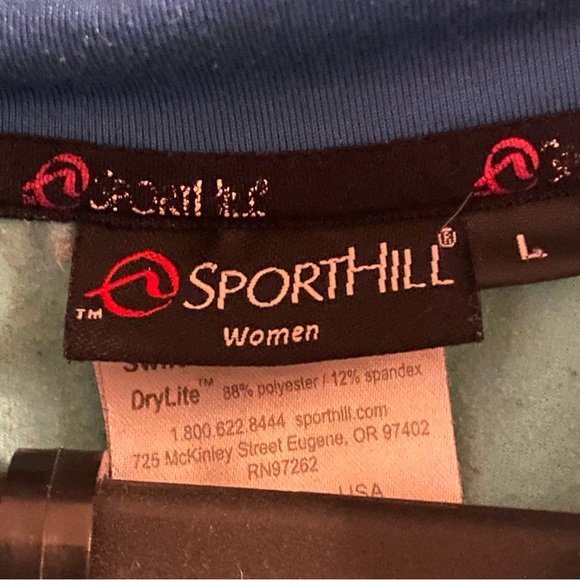 SPORTHILL
SPORTHILL® L
TM
Women
DryLite™ 88% polyester / 12% spandex
1.800.622.8444 sporthill.com
725 McKinley Street Eugene, OR 97402
RN97262
USA